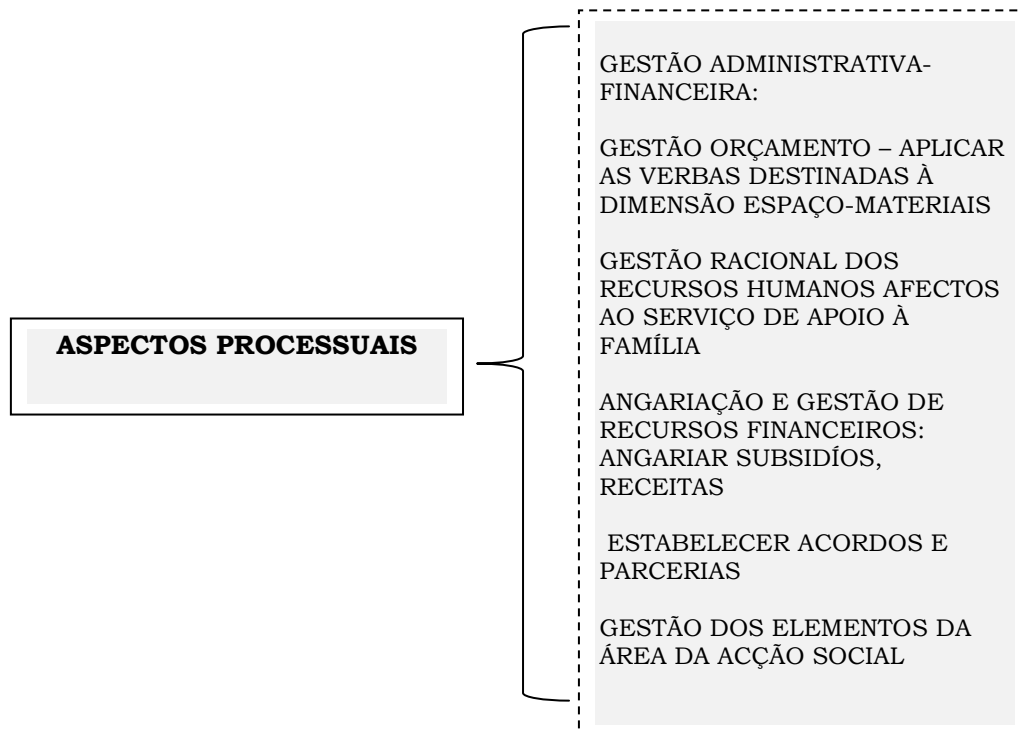 ASPECTOS PROCESSUAIS
GESTÃO ADMINISTRATIVA-
FINANCEIRA:
GESTÃO ORÇAMENTO – APLICAR
AS VERBAS DESTINADAS À
DIMENSÃO ESPAÇO-MATERIAIS
GESTÃO RACIONAL DOS
RECURSOS HUMANOS AFECTOS
AO SERVIÇO DE APOIO À
FAMÍLIA
ANGARIAÇÃO E GESTÃO DE
RECURSOS FINANCEIROS:
ANGARIAR SUBSIDÍOS,
RECEITAS
ESTABELECER ACORDOS E
PARCERIAS
GESTÃO DOS ELEMENTOS DA
ÁREA DA ACÇÃO SOCIAL